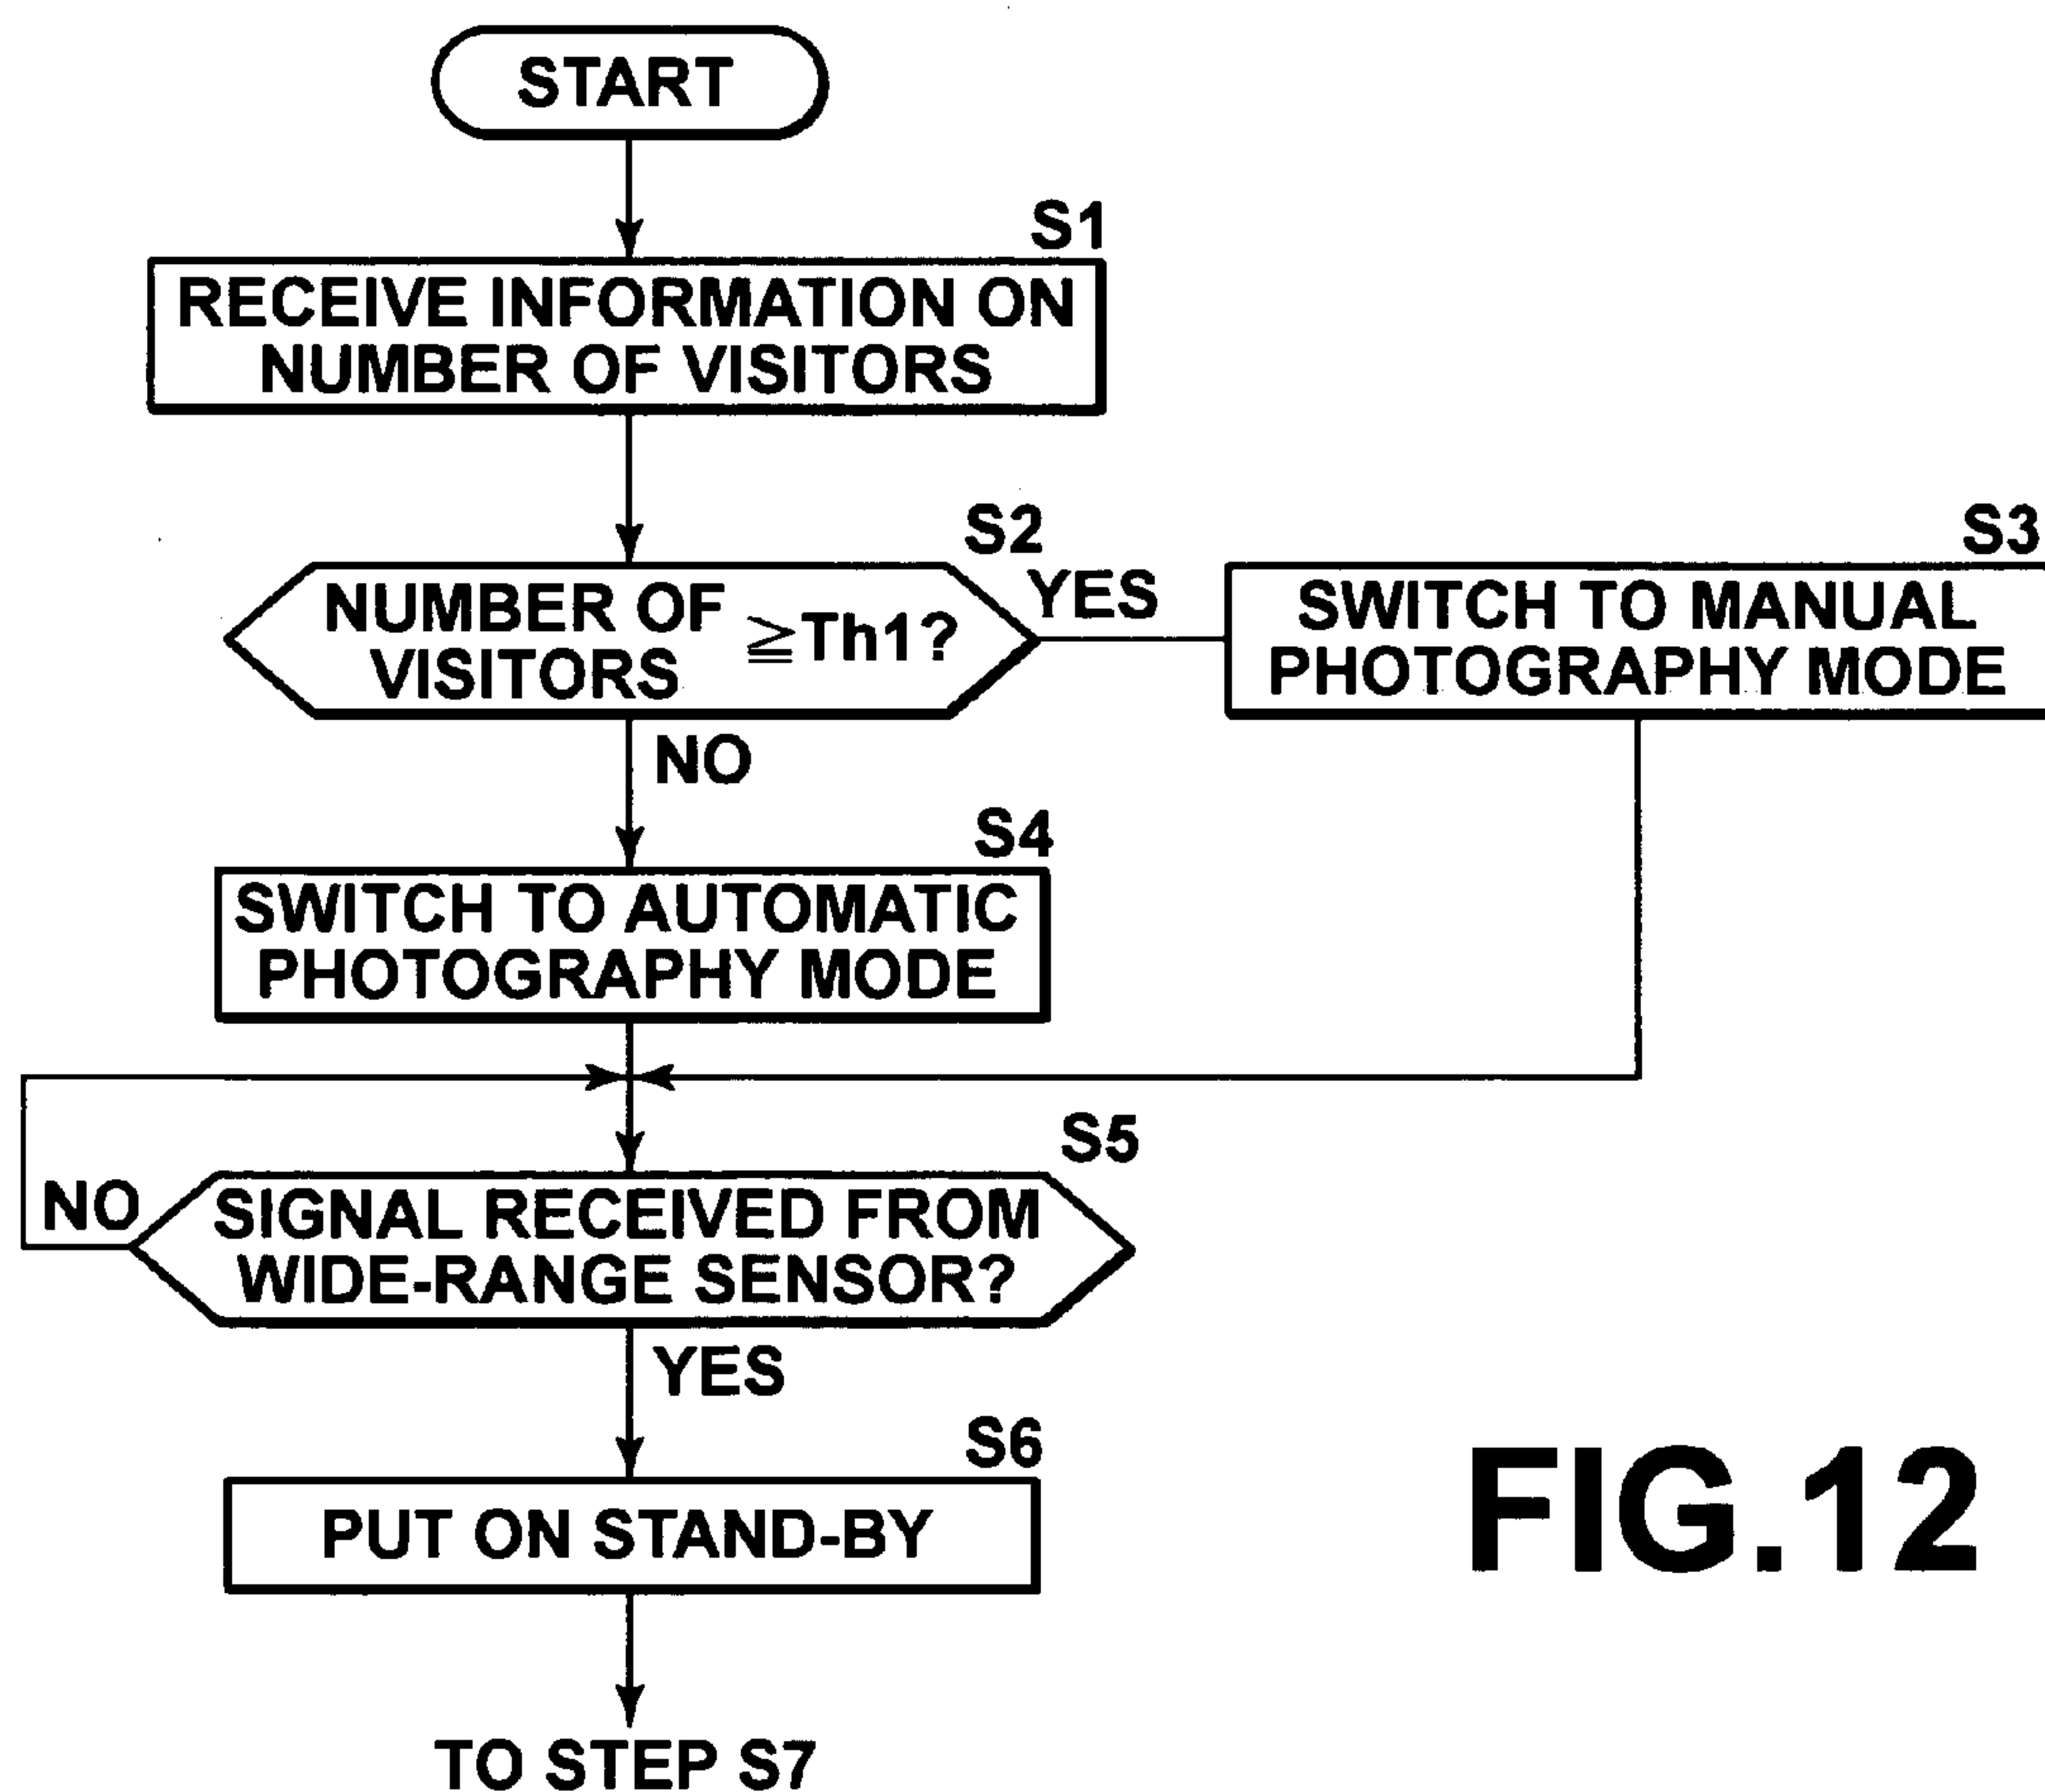 START
S1
RECEIVE INFORMATION ON
NUMBER OF VISITORS
S2
NUMBER OF
VISITORS
≧Th1?
YES
S3
SWITCH TO MANUAL
PHOTOGRAPHY MODE
NO
S4
SWITCH TO AUTOMATIC
PHOTOGRAPHY MODE
S5
NO
SIGNAL RECEIVED FROM
WIDE-RANGE SENSOR?
YES
S6
PUT ON STAND-BY
TO STEP S7
FIG.12